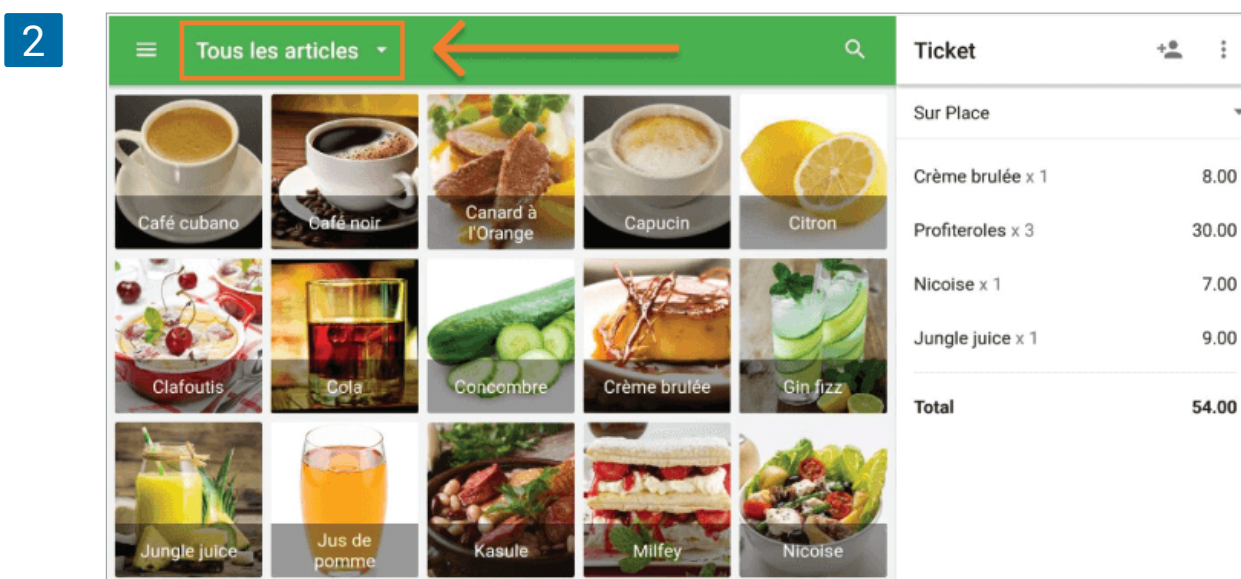 2
Tous les articles
Ticket
Sur Place
Crème brulée x 1 8.00
Profiteroles x 3 30.00
Nicoise x 1 7.00
Jungle juice x 1 9.00
Total 54.00
Café cubano
Café noir
Canard à
l'Orange
Capucin
Citron
Clafoutis
Cola
Concombre
Crème brulée
Gin fizz
Jungle juice
Jus de
pomme
Kasule
Milfey
Nicoise